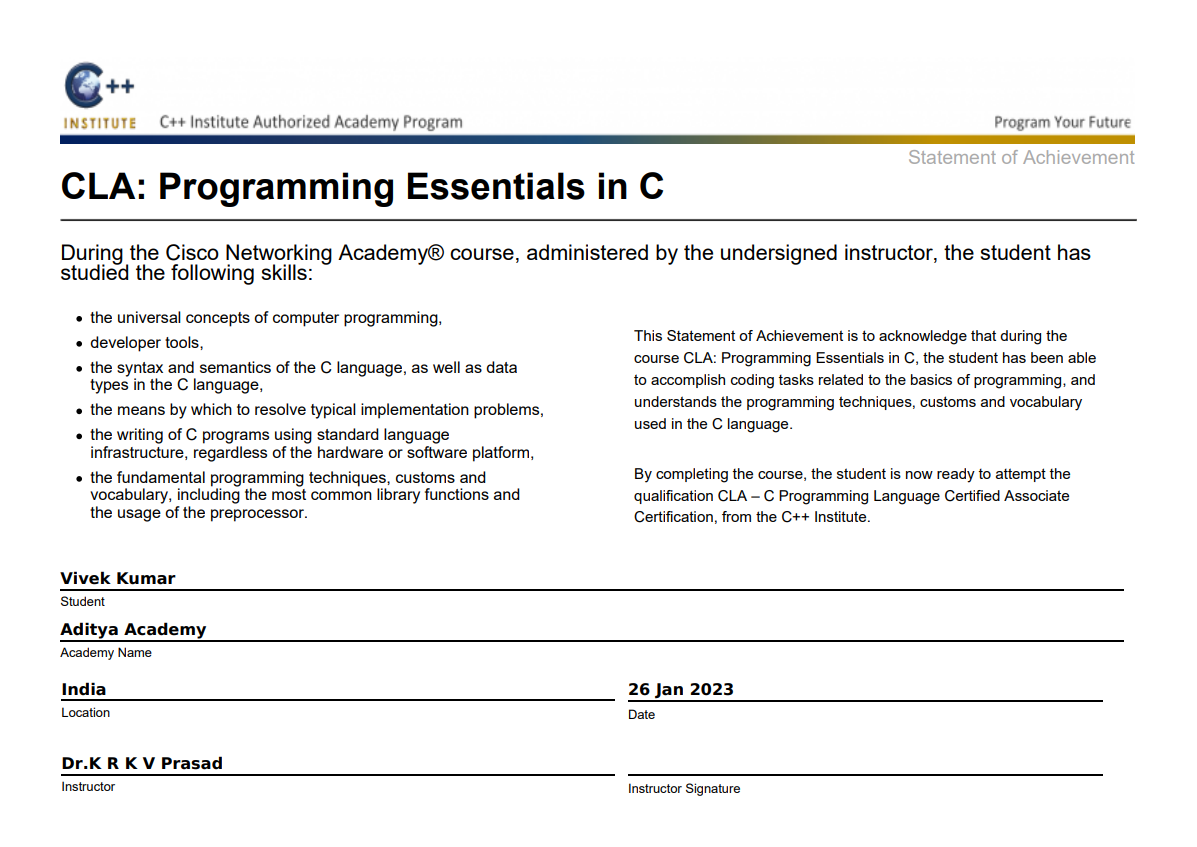 C++
INSTITUTE
C++ Institute Authorized Academy Program
Program Your Future
Statement of Achievement
CLA: Programming Essentials in C
During the Cisco Networking Academy® course, administered by the undersigned instructor, the student has
studied the following skills:
• the universal concepts of computer programming,
• developer tools,
• the syntax and semantics of the C language, as well as data
types in the C language,
• the means by which to resolve typical implementation problems,
• the writing of C programs using standard language
infrastructure, regardless of the hardware or software platform,
• the fundamental programming techniques, customs and
vocabulary, including the most common library functions and
the usage of the preprocessor.
This Statement of Achievement is to acknowledge that during the
course CLA: Programming Essentials in C, the student has been able
to accomplish coding tasks related to the basics of programming, and
understands the programming techniques, customs and vocabulary
used in the C language.
By completing the course, the student is now ready to attempt the
qualification CLA – C Programming Language Certified Associate
Certification, from the C++ Institute.
Vivek Kumar
Student
Aditya Academy
Academy Name
India
Location
26 Jan 2023
Date
Dr.K R K V Prasad
Instructor
Instructor Signature